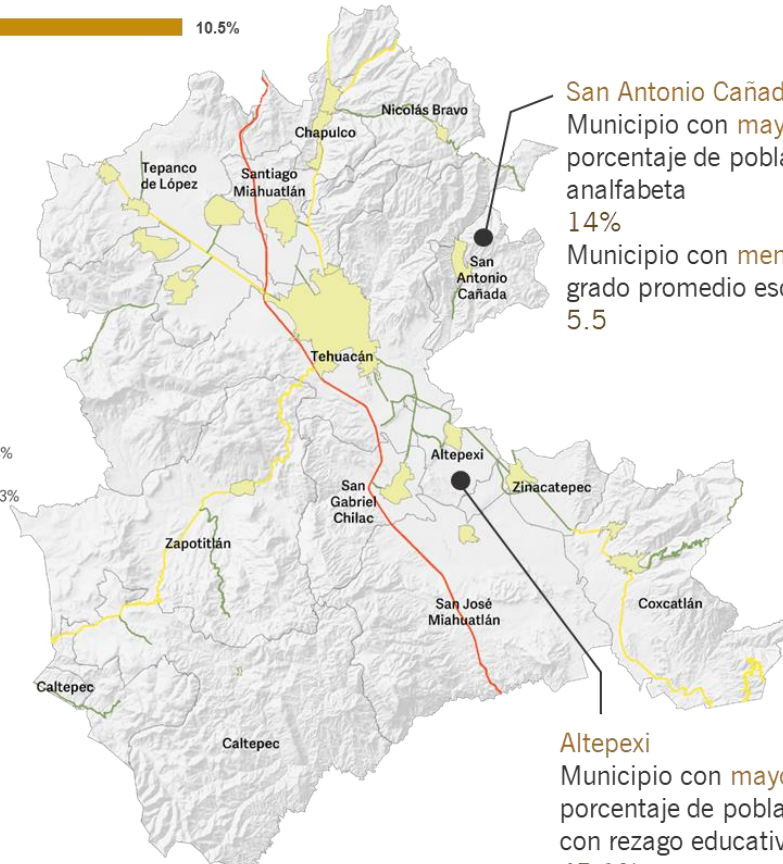 10.5%
Nicolás Bravo
Chapulco
Tepanco
de López
Santiago
Miahuatlán
San
Antonio
Cañada
Tehuacán
San Antonio Cañad
Municipio con may
porcentaje de pobla
analfabeta
14%
Municipio con men
grado promedio esc
5.5
%
3%
Altepexi
San
Gabriel
Chilac
Zinacatepec
Zapotitlán
San José
Miahuatlán
Coxcatlán
Caltepec
Caltepec
Altepexi
Municipio con mayo
porcentaje de pobla
con rezago educativ